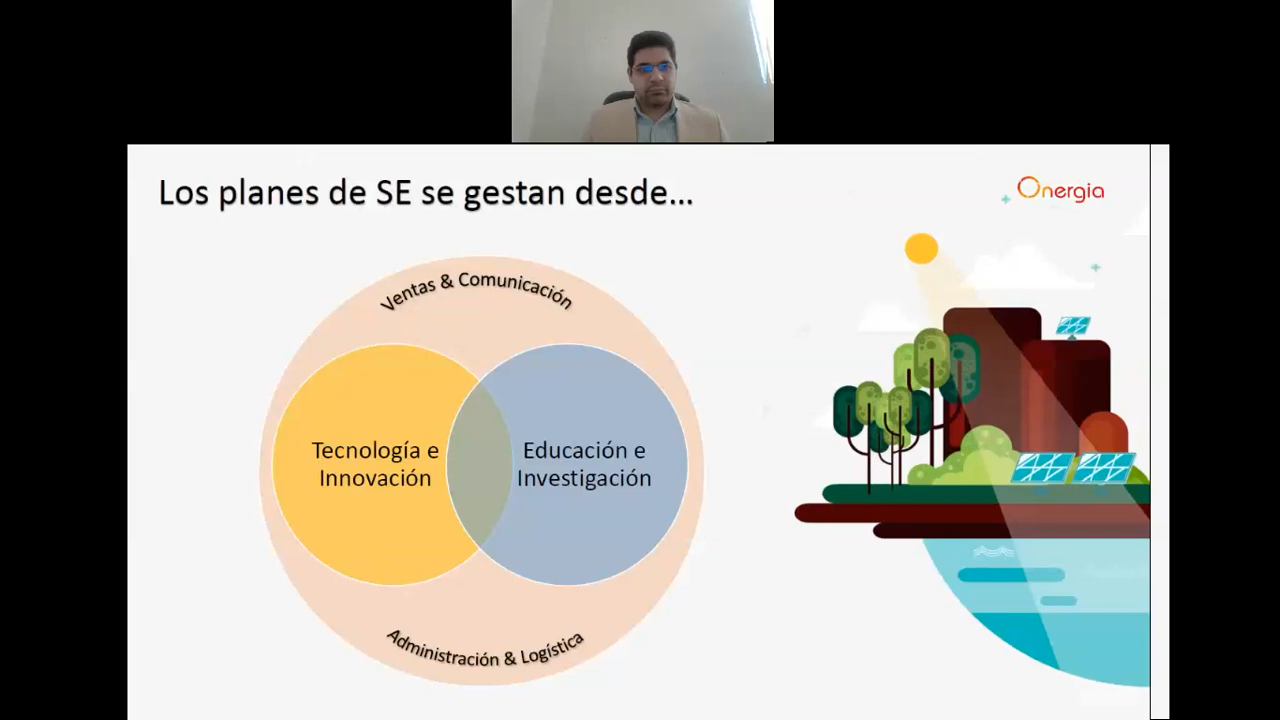 Los planes de SE se gestan desde...
Onergia
Ventas & Comunicación
Tecnología e
Innovación
Educación e
Investigación
Administración & Logística